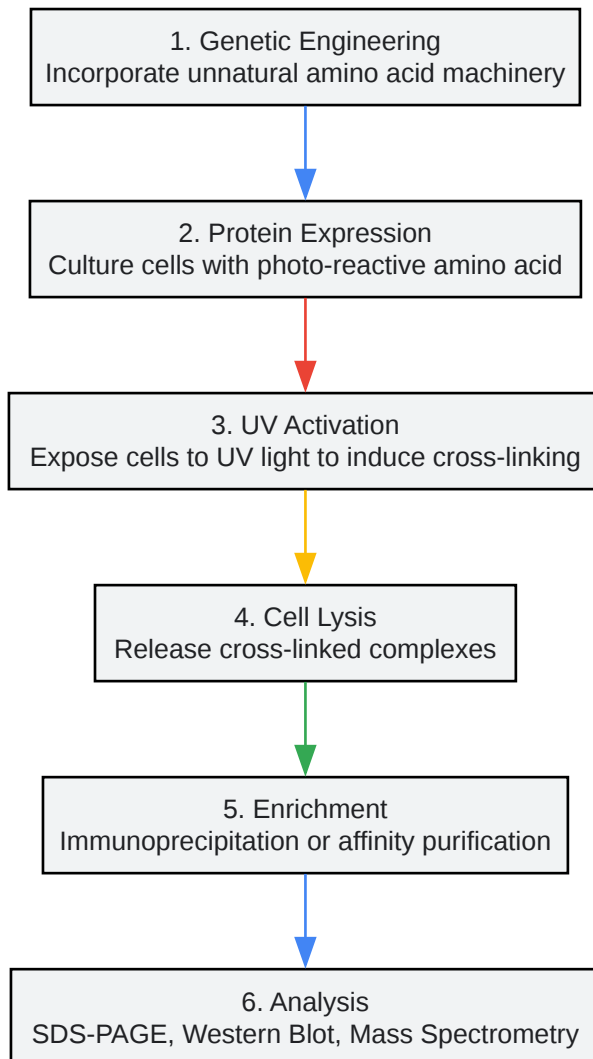 1. Genetic Engineering
Incorporate unnatural amino acid machinery
2. Protein Expression
Culture cells with photo-reactive amino acid
3. UV Activation
Expose cells to UV light to induce cross-linking
4. Cell Lysis
Release cross-linked complexes
5. Enrichment
Immunoprecipitation or affinity purification
6. Analysis
SDS-PAGE, Western Blot, Mass Spectrometry